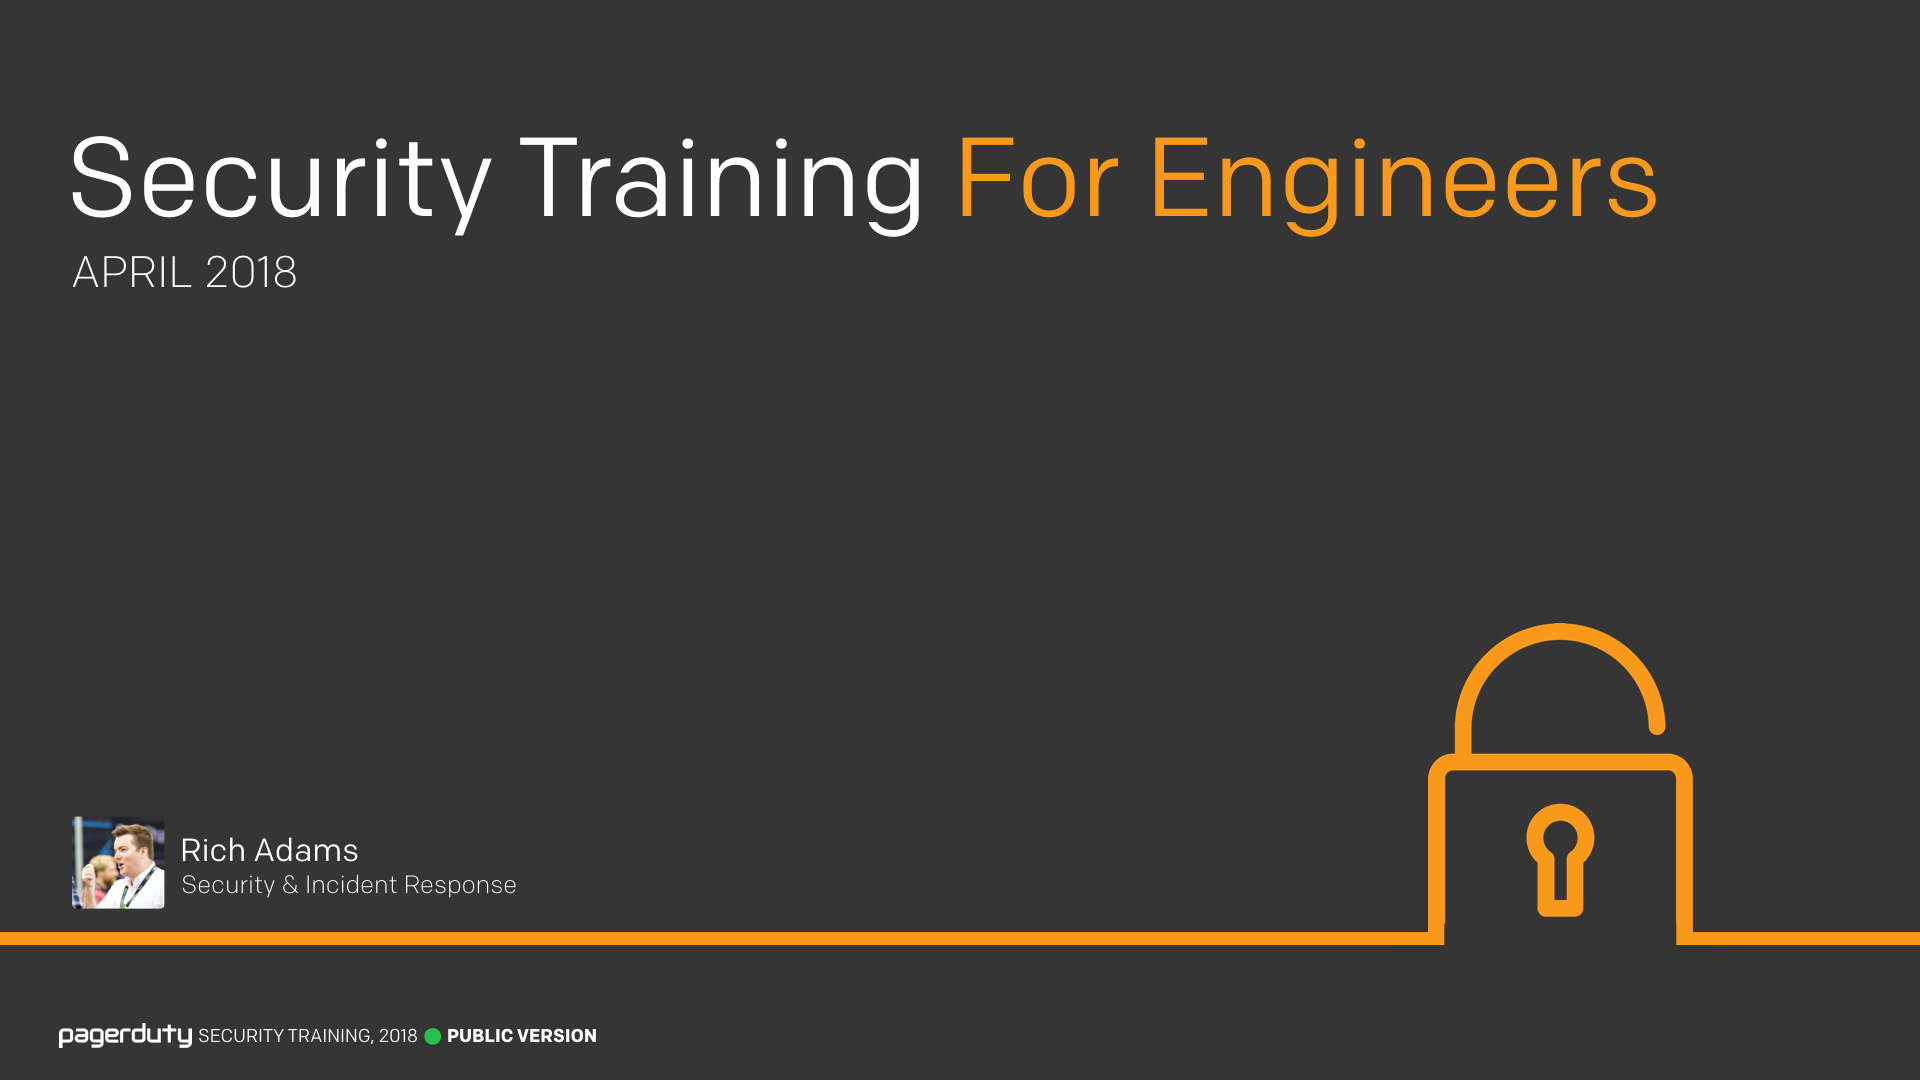 Security Training For Engineers
APRIL 2018
Rich Adams
Security & Incident Response
pagerduty SECURITY TRAINING, 2018 PUBLIC VERSION